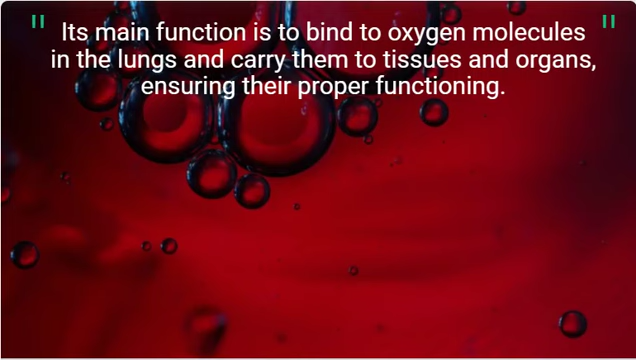 " Its main function is to bind to oxygen molecules "
in the lungs and carry them to tissues and organs,
ensuring their proper functioning.